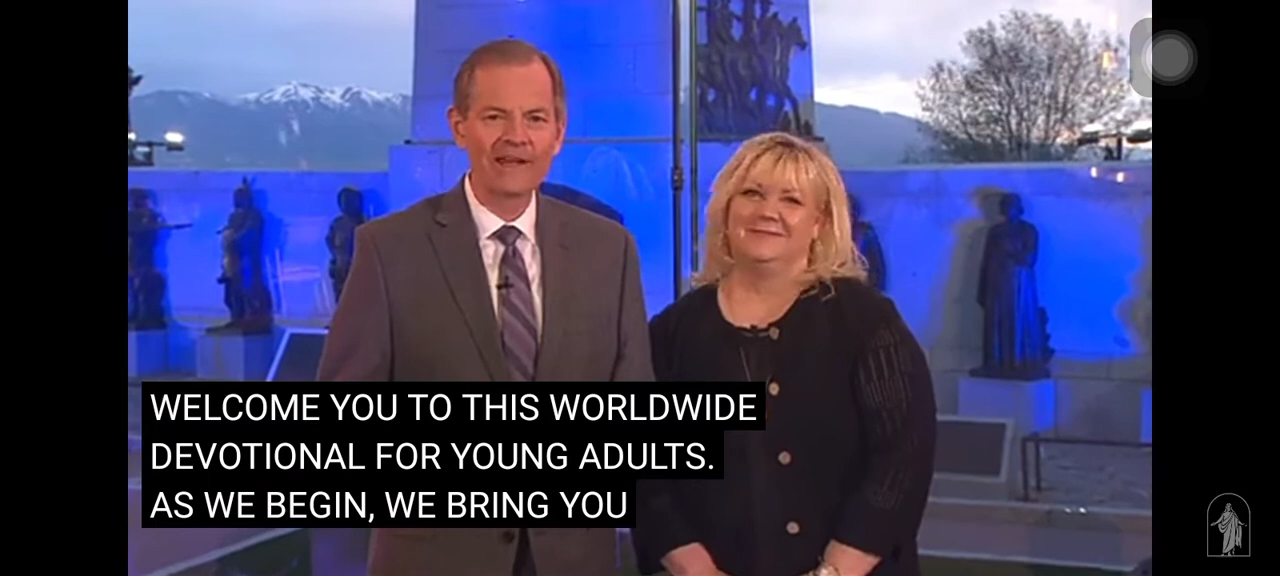 WELCOME YOU TO THIS WORLDWIDE
DEVOTIONAL FOR YOUNG ADULTS.
AS WE BEGIN, WE BRING YOU